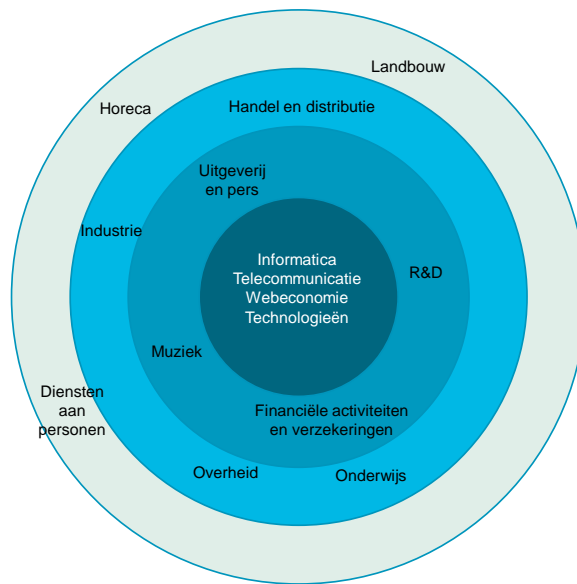 Landbouw
Horeca
Handel en distributie
Uitgeverij
en pers
Industrie
Informatica
Telecommunicatie
Webeconomie
Technologieën
R&D
Muziek
Diensten
aan
personen
Financiële activiteiten
en verzekeringen
Overheid
Onderwijs